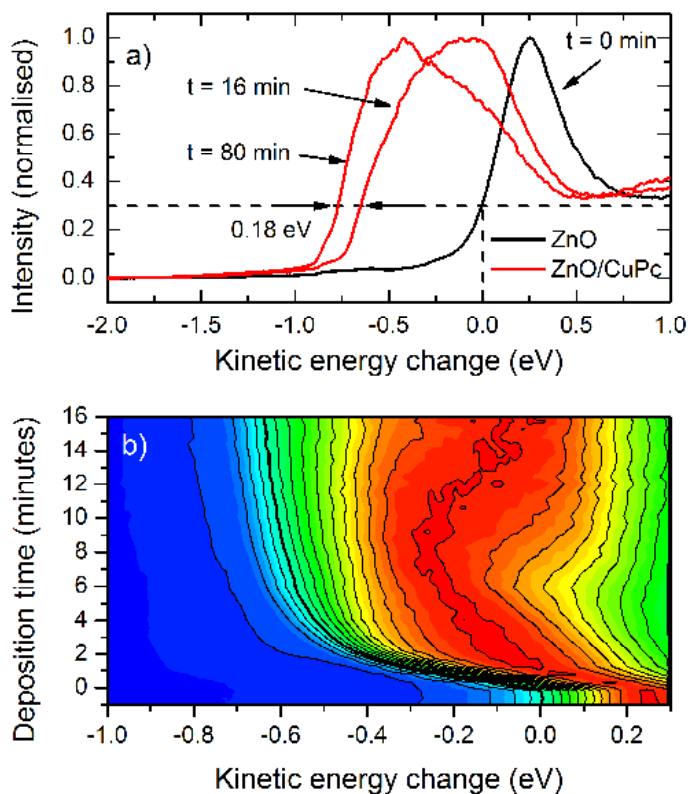 a)
t = 0 min
t = 16 min
t = 80 min
0.18 eV
ZnO
ZnO/CuPc
Intensity (normalised)
1.0
0.8
0.6
0.4
0.2
0.0
-2.0 -1.5 -1.0 -0.5 0.0 0.5 1.0
Kinetic energy change (eV)
b)
Deposition time (minutes)
16
14
12
10
8
6
4
2
0
-1.0 -0.8 -0.6 -0.4 -0.2 0.0 0.2
Kinetic energy change (eV)